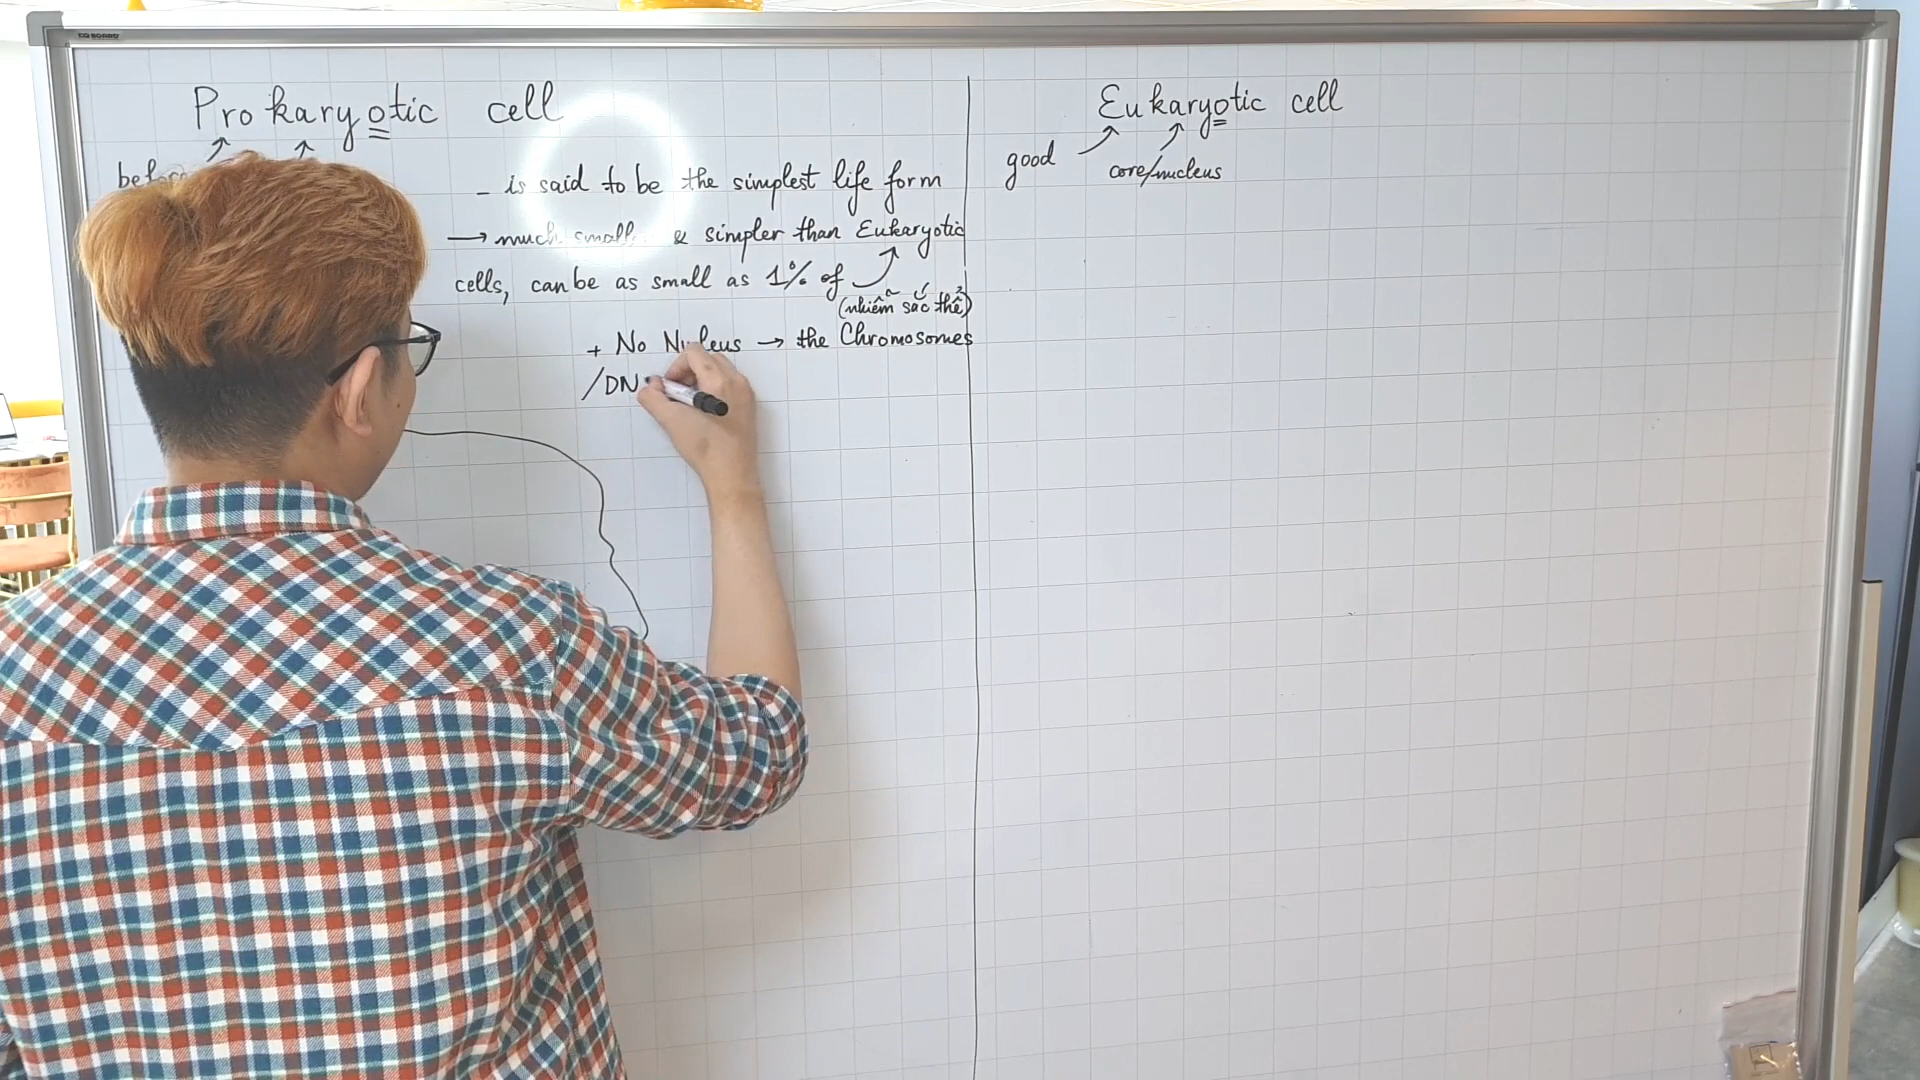 Prokaryotic cell
- is said to be the simplest life form
→ much small & simpler than Eukaryotic
cells, can be as small as 1% of
(nhiễm sắc thể)
+ No Nucleus → the Chromosomes
/DN
Eukaryotic cell
good
core/nucleus